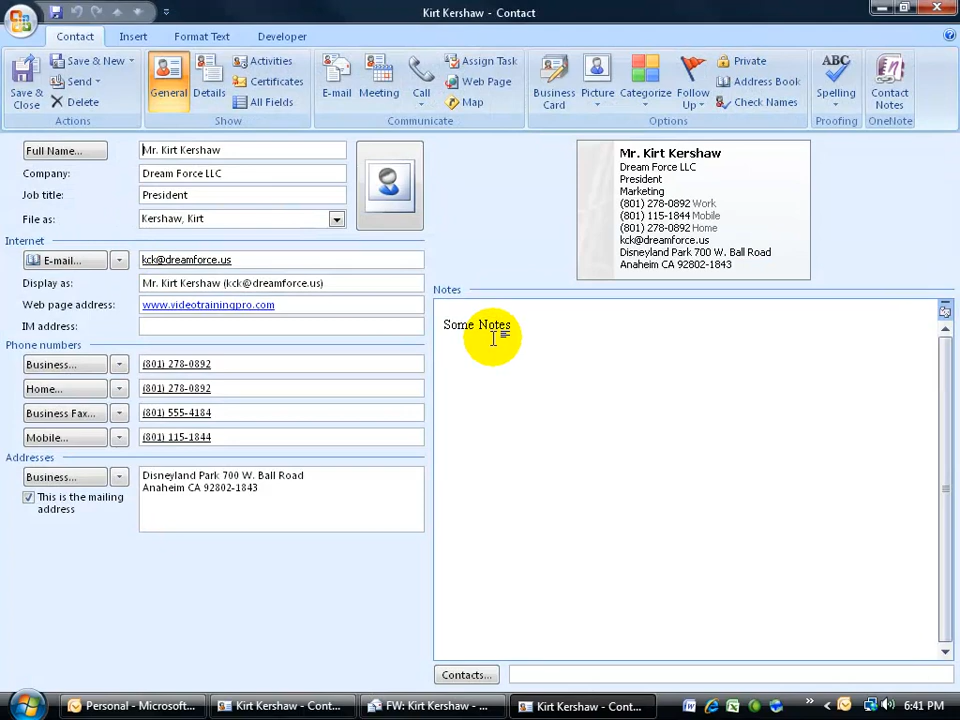 Kirt Kershaw - Contact
Contact Insert Format Text Developer
Save & Close
Save & New
Send
Delete
Actions
General
Details
Activities
Certificates
All Fields
Show
E-mail
Meeting
Call
Assign Task
Web Page
Map
Communicate
Business Card
Picture
Categorize
Follow Up
Private
Address Book
Check Names
Options
ABC
Spelling
Proofing
Contact Notes
OneNote
Full Name... Mr. Kirt Kershaw
Company: Dream Force LLC
Job title: President
File as: Kershaw, Kirt
Internet
E-mail... kck@dreamforce.us
Display as: Mr. Kirt Kershaw (kck@dreamforce.us)
Web page address: www.videotrainingpro.com
IM address:
Phone numbers
Business... (801) 278-0892
Home... (801) 278-0892
Business Fax... (801) 555-4184
Mobile... (801) 115-1844
Addresses
Business... Disneyland Park 700 W. Ball Road
Anaheim CA 92802-1843
This is the mailing
address
Mr. Kirt Kershaw
Dream Force LLC
President
Marketing
(801) 278-0892 Work
(801) 115-1844 Mobile
(801) 278-0892 Home
kck@dreamforce.us
Disneyland Park 700 W. Ball Road
Anaheim CA 92802-1843
Notes
Some Notes
Contacts...
Personal - Microsoft...
Kirt Kershaw - Cont...
FW: Kirt Kershaw - ...
Kirt Kershaw - Cont...
6:41 PM